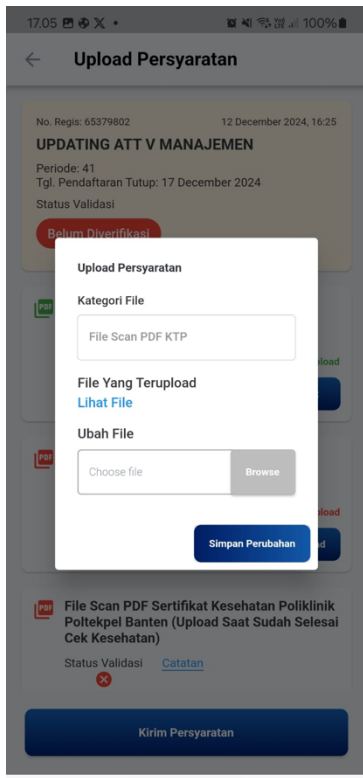 17.05
100%
Upload Persyaratan
No. Regis: 65379802 12 December 2024, 16:25
UPDATING ATT V MANAJEMEN
Periode: 41
Tgl. Pendaftaran Tutup: 17 December 2024
Status Validasi
Belum Diverifikasi
Upload Persyaratan
Kategori File
PDF
File Scan PDF KTP
File Yang Terupload
Lihat File
Ubah File
PDF
Choose file Browse
Simpan Perubahan
PDF
File Scan PDF Sertifikat Kesehatan Poliklinik
Poltekpel Banten (Upload Saat Sudah Selesai
Cek Kesehatan)
Status Validasi Catatan
Kirim Persyaratan